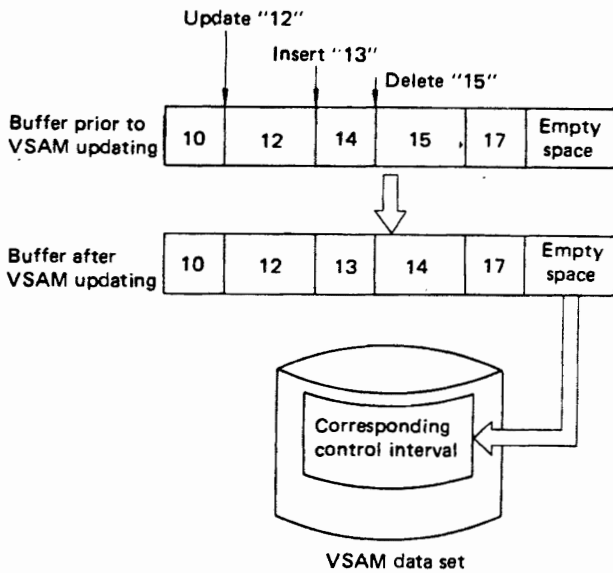 Update "12"
Insert "13"
Delete "15"
Buffer prior to
VSAM updating
10 12 14 15 17 Empty
space
Buffer after
VSAM updating
10 12 13 14 17 Empty
space
Corresponding
control interval
VSAM data set